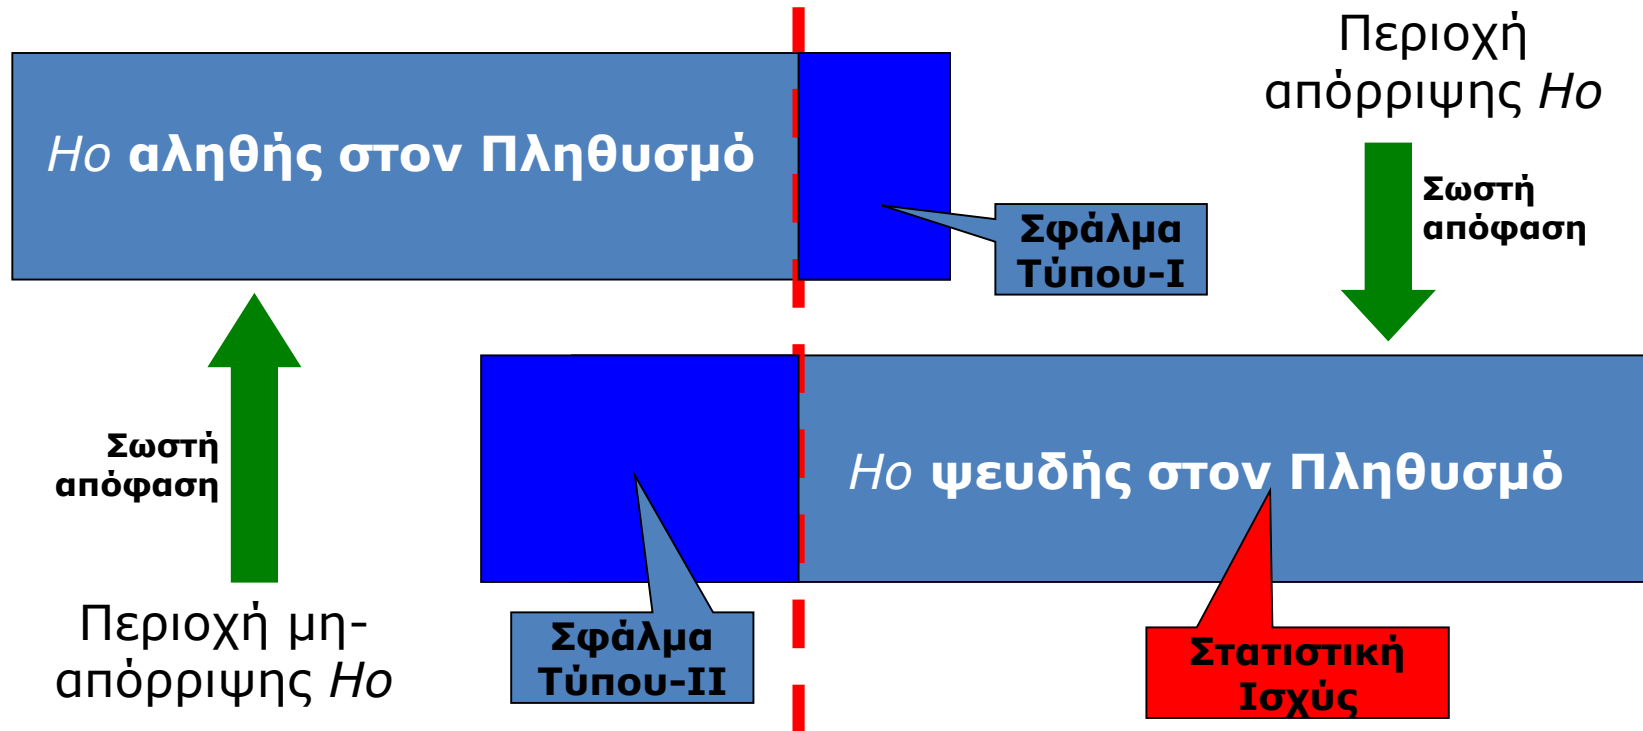 Περιοχή
απόρριψης Ho
Ho αληθής στον Πληθυσμό
Σωστή
απόφαση
Σφάλμα
Τύπου-I
Σωστή
απόφαση
Ho ψευδής στον Πληθυσμό
Περιοχή μη-
απόρριψης Ho
Σφάλμα
Τύπου-II
Στατιστική
Ισχύς